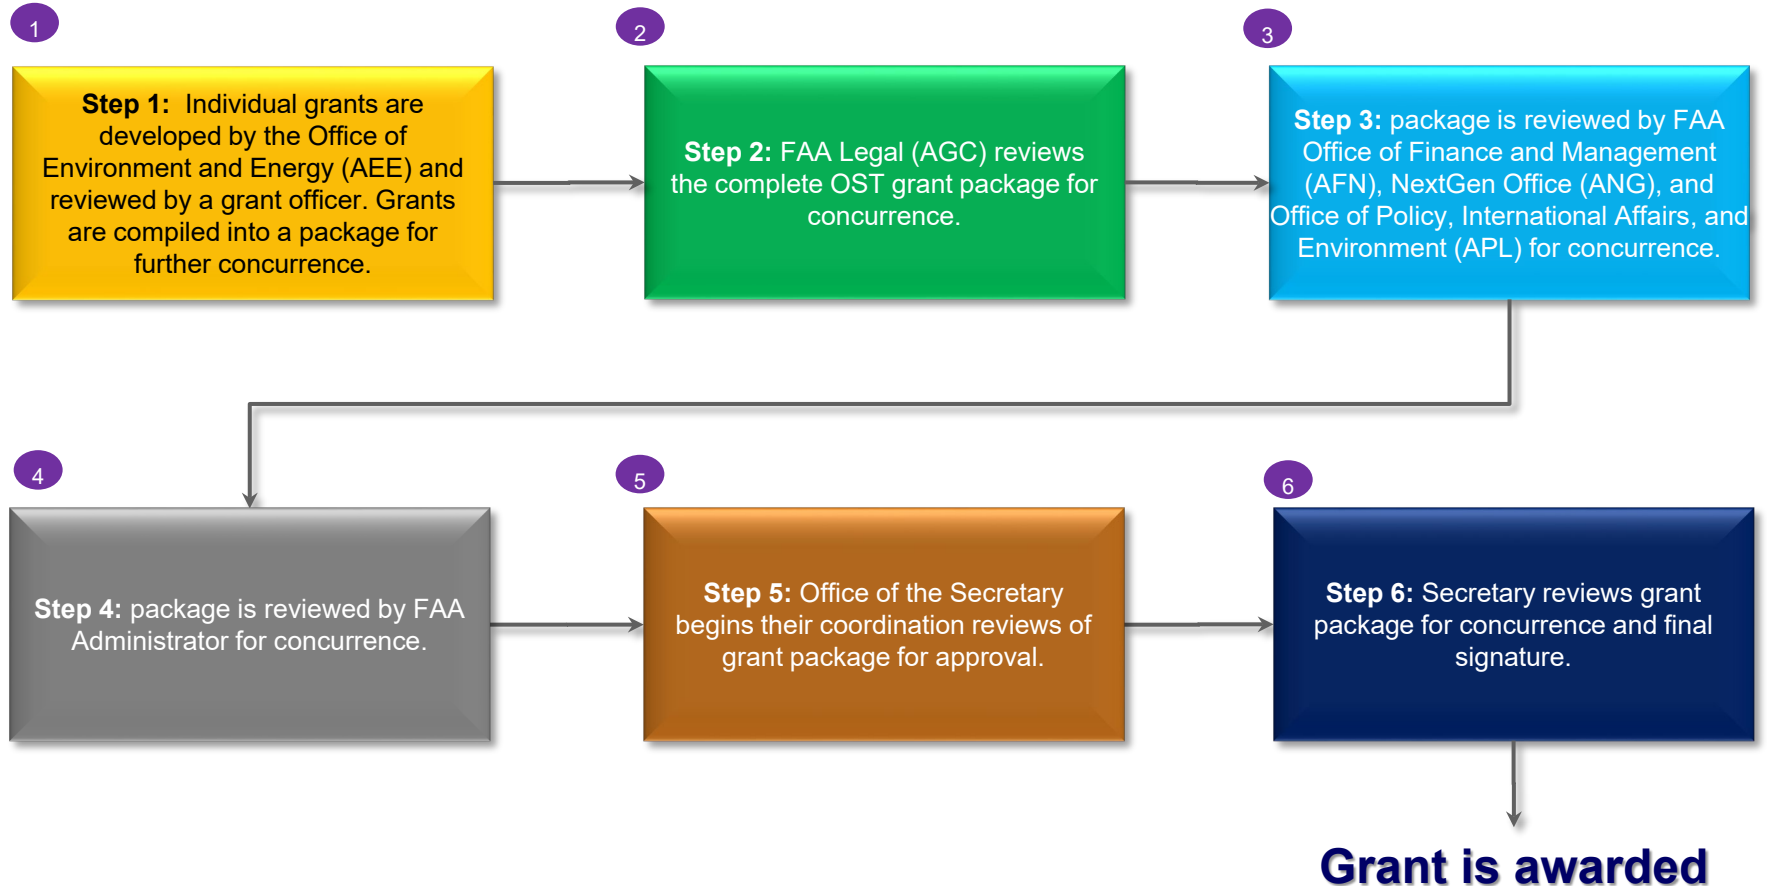 1
2
3
Step 1: Individual grants are
developed by the Office of
Environment and Energy (AEE) and
reviewed by a grant officer. Grants
are compiled into a package for
further concurrence.
Step 2: FAA Legal (AGC) reviews
the complete OST grant package for
concurrence.
Step 3: package is reviewed by FAA
Office of Finance and Management
(AFN), NextGen Office (ANG), and
Office of Policy, International Affairs, and
Environment (APL) for concurrence.
4
5
6
Step 4: package is reviewed by FAA
Administrator for concurrence.
Step 5: Office of the Secretary
begins their coordination reviews of
grant package for approval.
Step 6: Secretary reviews grant
package for concurrence and final
signature.
Grant is awarded